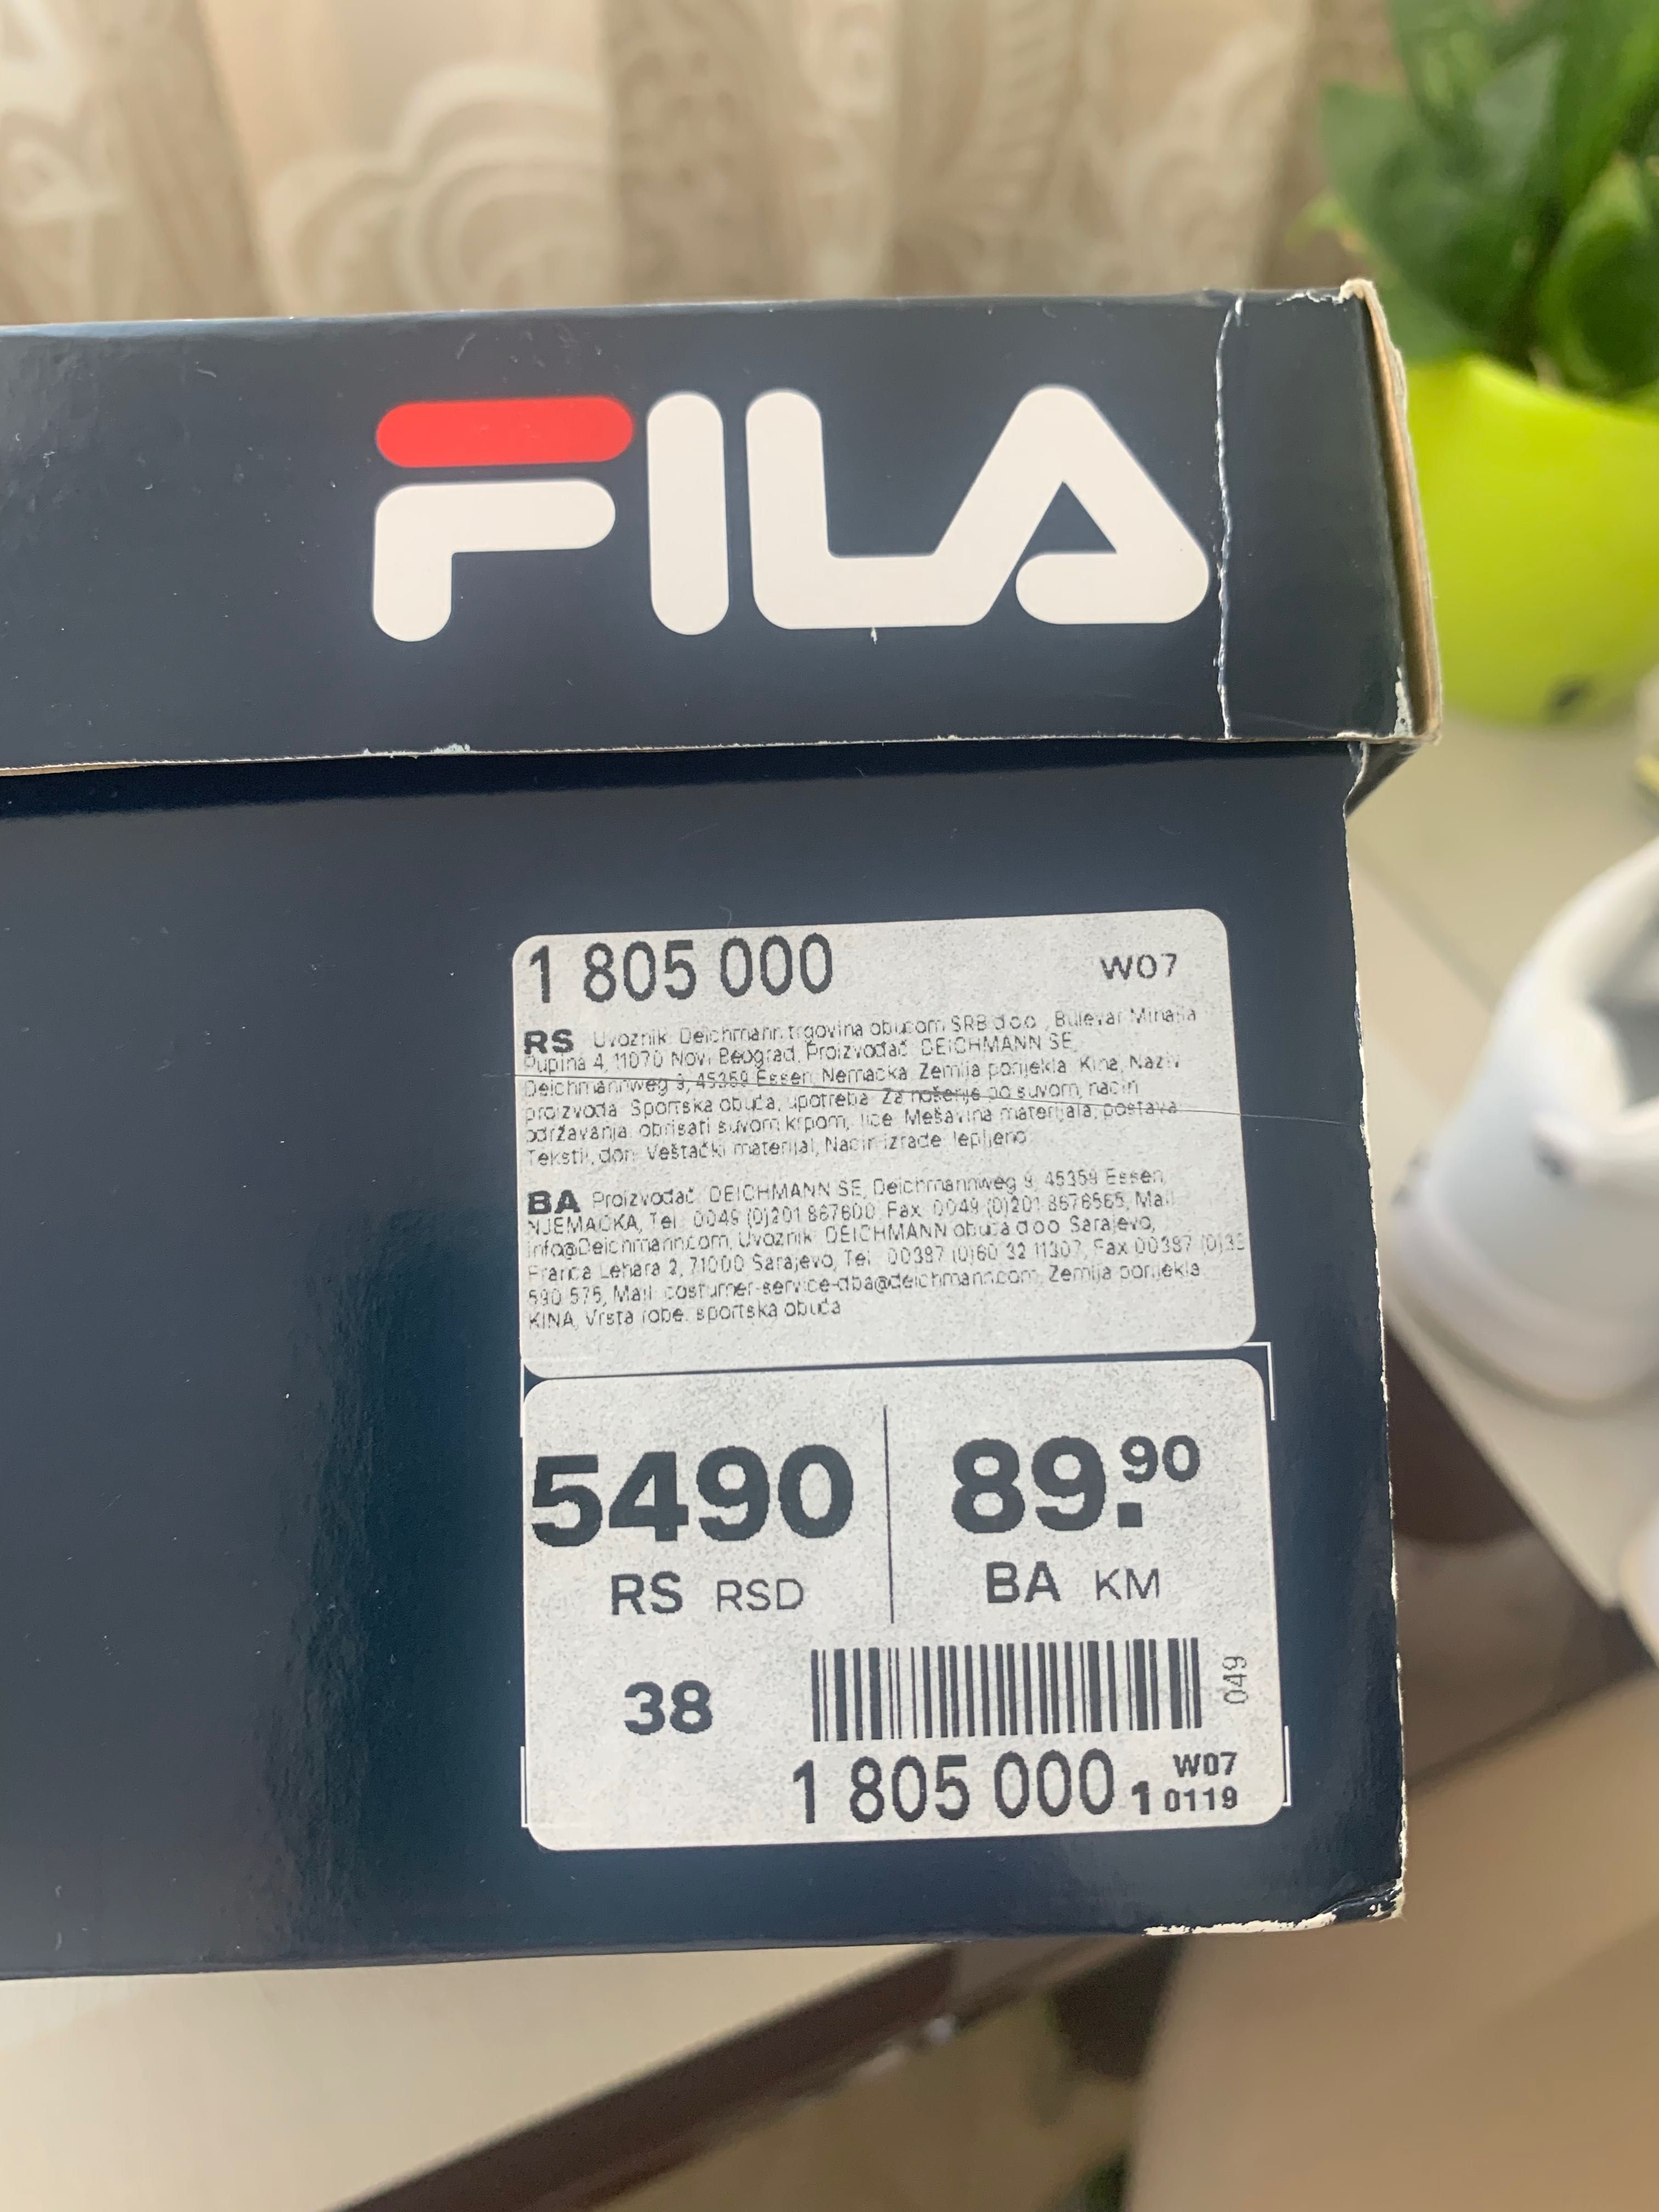 FILA
1 805 000 W07
RS Uvoznik: Deichmann trgovina obućom SRB d.o.o., Bulevar Mihajla
Pupina 4, 11070 Novi Beograd, Proizvođač: DEICHMANN SE,
Deichmannweg 9, 45359 Essen, Nemačka, Zemlja porijekla: Kina, Naziv
proizvoda: Sportska obuća, upotreba: Za nošenje po suvom, način
održavanja: obrisati suvom krpom, lice: Mešavina materijala, postava:
Tekstil, đon: Veštački materijal, Način izrade: lepljeno
BA Proizvođač: DEICHMANN SE, Deichmannweg 9, 45359 Essen,
NJEMAČKA, Tel.: 0049 (0)201 867600, Fax: 0049 (0)201 8676565, Mail:
info@Deichmann.com, Uvoznik: DEICHMANN obuća d.o.o. Sarajevo,
Franca Lehara 2, 71000 Sarajevo, Tel.: 00387 (0)60 32 11307, Fax 00387 (0)33
590 575, Mail: costumer-service-dba@deichmann.com, Zemlja porijekla:
KINA, Vrsta robe: sportska obuća
5490 89.90
RS RSD BA KM
38 049
1 805 000 1 W07
0119